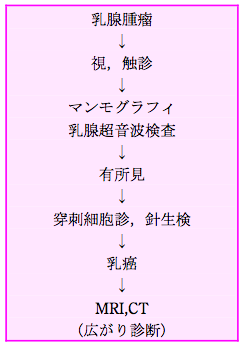 乳腺腫瘤
↓
視，触診
↓
マンモグラフィ
乳腺超音波検査
↓
有所見
↓
穿刺細胞診，針生検
↓
乳癌
↓
MRI,CT
（広がり診断）